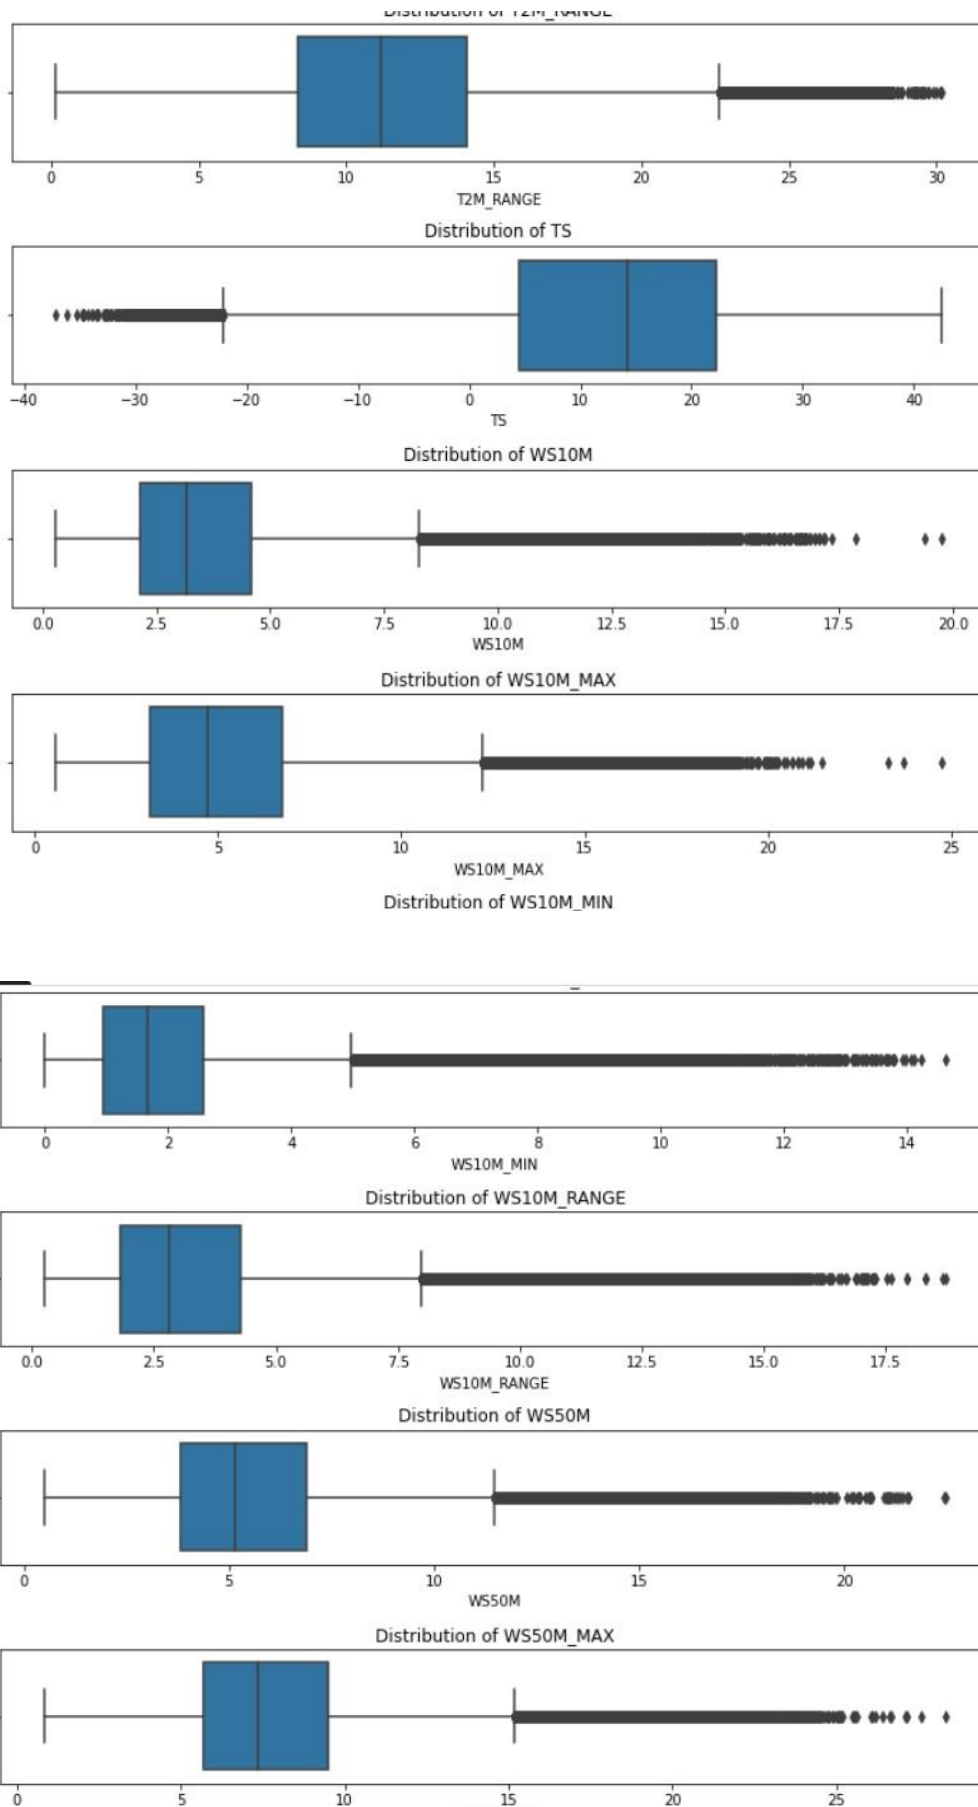 Distribution of T2M_RANGE
0 5 10 15 20 25 30
T2M_RANGE
Distribution of TS
−40 −30 −20 −10 0 10 20 30 40
TS
Distribution of WS10M
0.0 2.5 5.0 7.5 10.0 12.5 15.0 17.5 20.0
WS10M
Distribution of WS10M_MAX
0 5 10 15 20 25
WS10M_MAX
Distribution of WS10M_MIN
0 2 4 6 8 10 12 14
WS10M_MIN
Distribution of WS10M_RANGE
0.0 2.5 5.0 7.5 10.0 12.5 15.0 17.5
WS10M_RANGE
Distribution of WS50M
0 5 10 15 20
WS50M
Distribution of WS50M_MAX
0 5 10 15 20 25